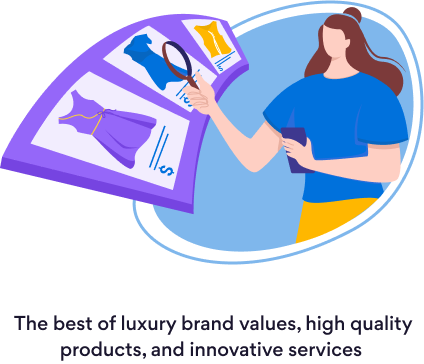 The best of luxury brand values, high quality
products, and innovative services